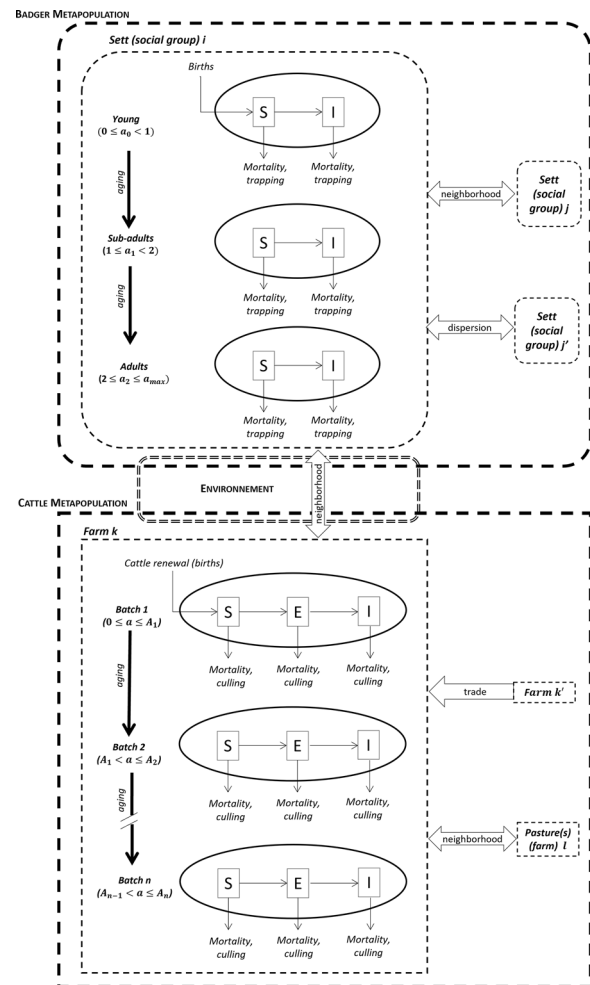 BADGER METAPOPULATION
Sett (social group) i
Births
Young
(0 ≤ a₀ < 1)
S
I
Mortality,
trapping
Mortality,
trapping
aging
neighborhood
Sett
(social
group) j
Sub-adults
(1 ≤ a₁ < 2)
S
I
Mortality,
trapping
Mortality,
trapping
aging
dispersion
Sett
(social
group) j'
Adults
(2 ≤ a₂ ≤ aₘₐₓ)
S
I
Mortality,
trapping
Mortality,
trapping
ENVIRONNEMENT
neighborhood
CATTLE METAPOPULATION
Farm k
Cattle renewal (births)
Batch 1
(0 ≤ a ≤ A₁)
S
E
I
Mortality,
culling
Mortality,
culling
Mortality,
culling
aging
trade
Farm k'
Batch 2
(A₁ < a ≤ A₂)
S
E
I
Mortality,
culling
Mortality,
culling
Mortality,
culling
aging
neighborhood
Pasture(s)
(farm) l
Batch n
(Aₙ₋₁ < a ≤ Aₙ)
S
E
I
Mortality,
culling
Mortality,
culling
Mortality,
culling